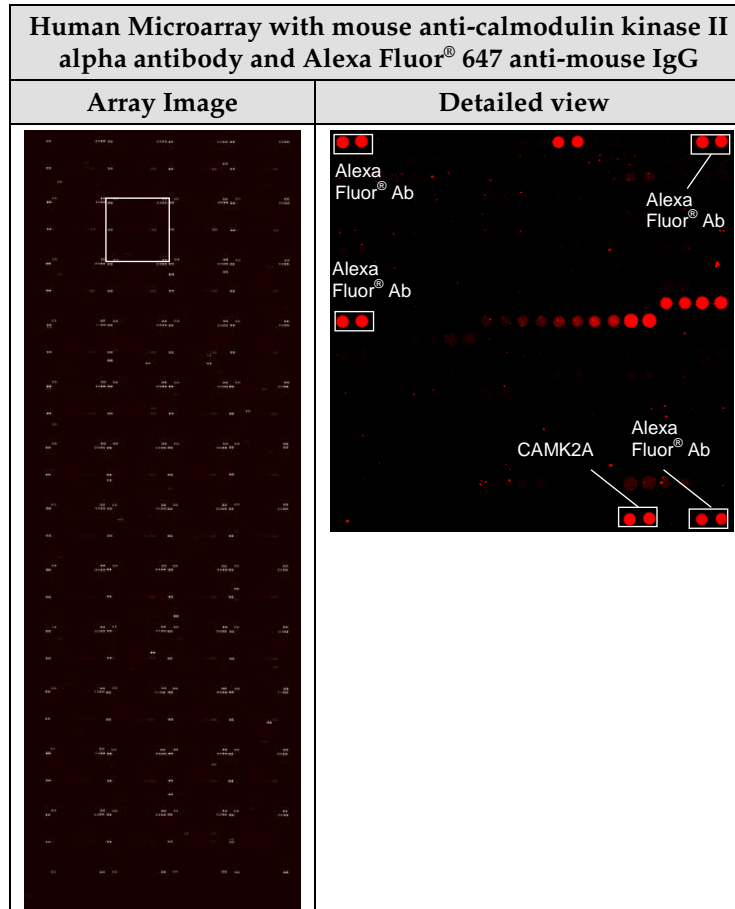 Human Microarray with mouse anti-calmodulin kinase II
alpha antibody and Alexa Fluor® 647 anti-mouse IgG
Array Image
Detailed view
Alexa
Fluor® Ab
Alexa
Fluor® Ab
Alexa
Fluor® Ab
CAMK2A
Alexa
Fluor® Ab